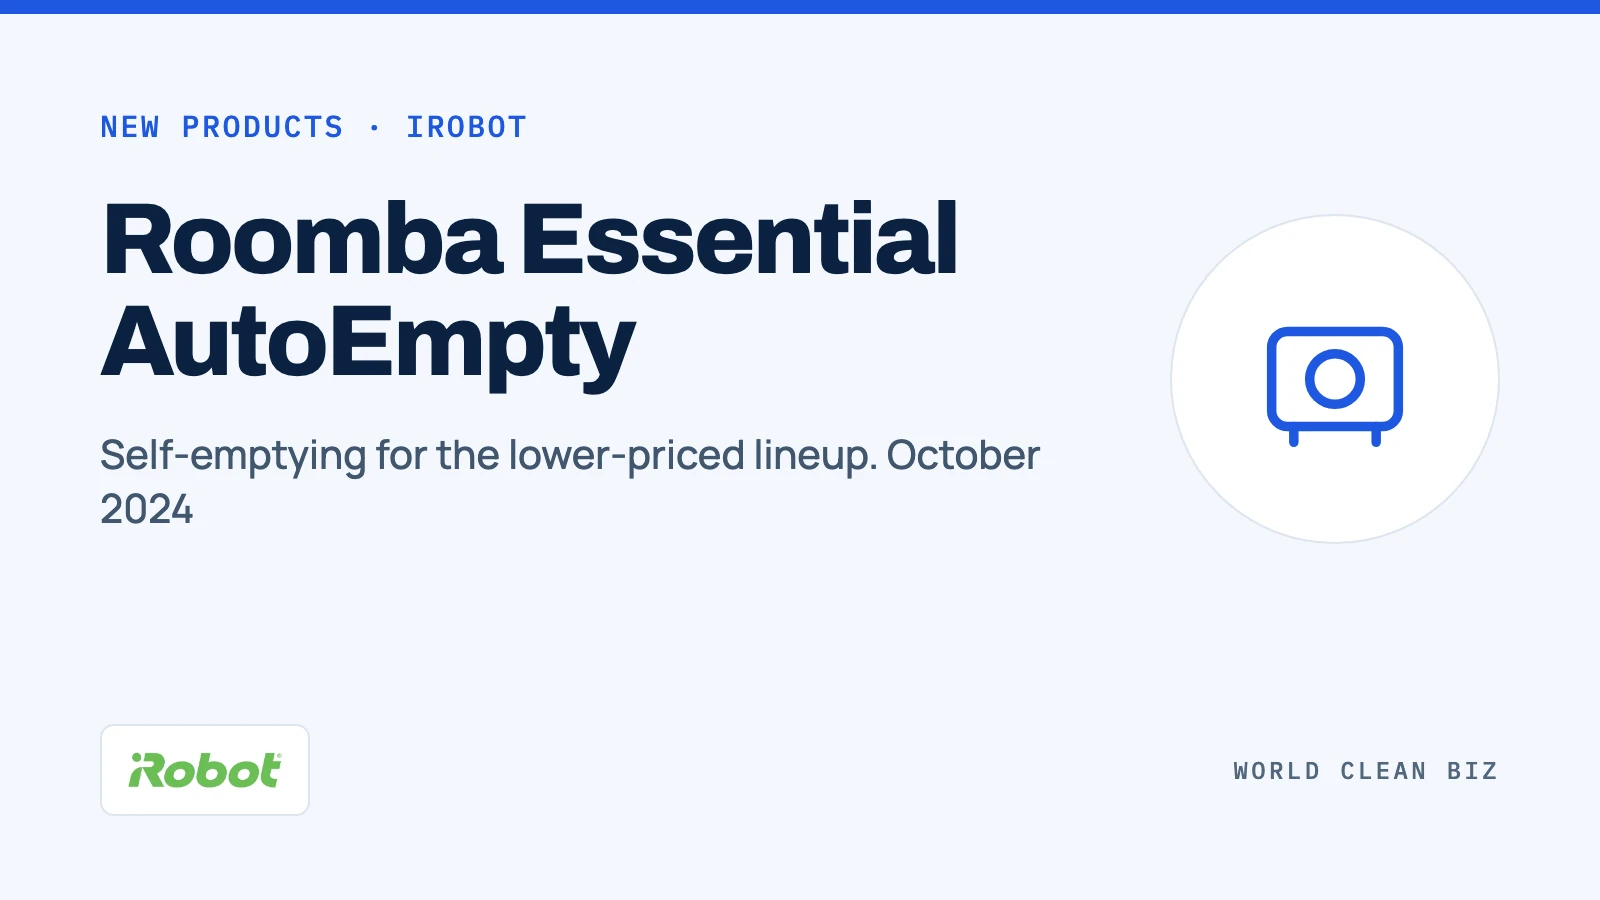 NEW PRODUCTS · IROBOT
Roomba Essential
AutoEmpty
Self-emptying for the lower-priced lineup. October
2024
iRobot
WORLD CLEAN BIZ